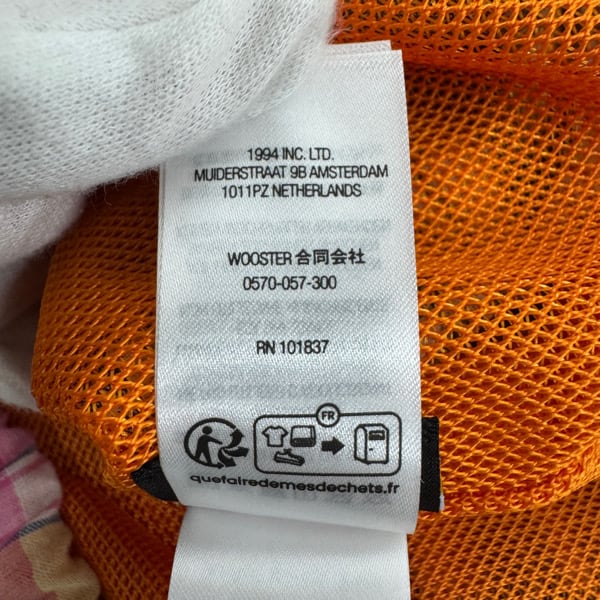 1994 INC. LTD.
MUIDERSTRAAT 9B AMSTERDAM
1011PZ NETHERLANDS
WOOSTER 合同会社
0570-057-300
RN 101837
FR
quefairedemesdechets.fr